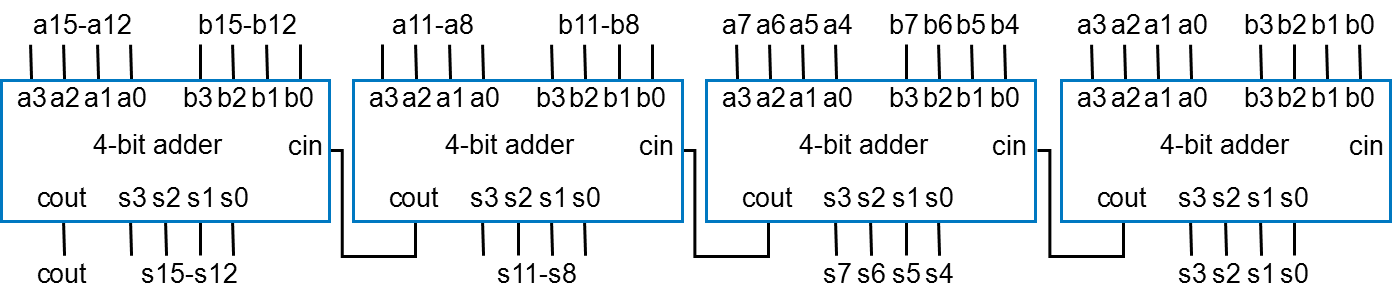 a15-a12 b15-b12 a11-a8 b11-b8 a7 a6 a5 a4 b7 b6 b5 b4 a3 a2 a1 a0 b3 b2 b1 b0
a3 a2 a1 a0 b3 b2 b1 b0 a3 a2 a1 a0 b3 b2 b1 b0 a3 a2 a1 a0 b3 b2 b1 b0 a3 a2 a1 a0 b3 b2 b1 b0
4-bit adder cin 4-bit adder cin 4-bit adder cin 4-bit adder cin
cout s3 s2 s1 s0 cout s3 s2 s1 s0 cout s3 s2 s1 s0 cout s3 s2 s1 s0
cout s15-s12 s11-s8 s7 s6 s5 s4 s3 s2 s1 s0